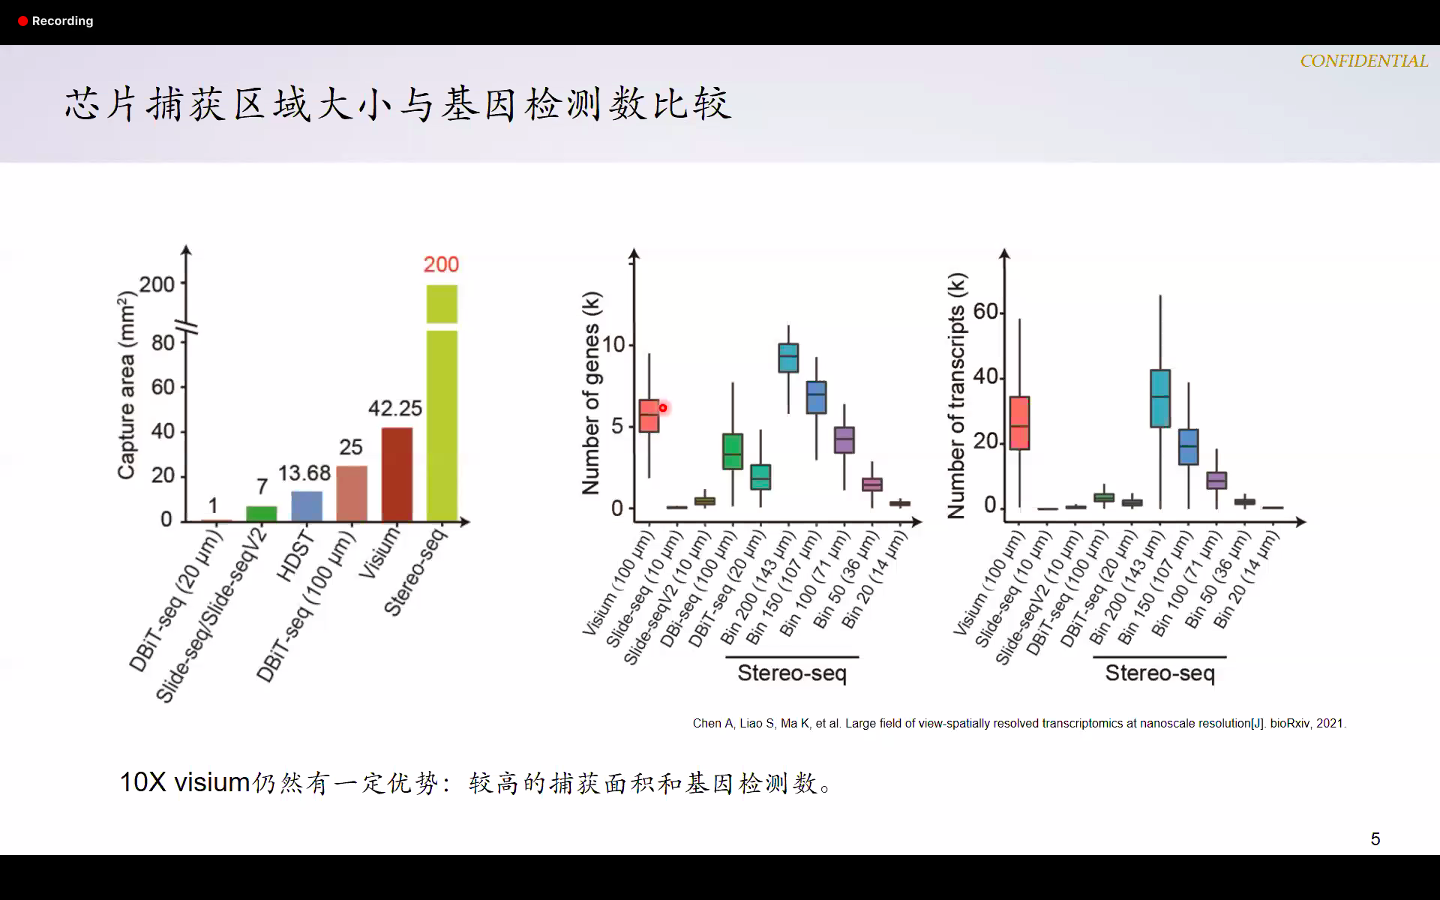 Recording
CONFIDENTIAL
芯片捕获区域大小与基因检测数比较
Capture area (mm²)
200
80
60
40
20
0
1
7
13.68
25
42.25
200
DBiT-seq (20 μm)
Slide-seq/Slide-seqV2
HDST
DBiT-seq (100 μm)
Visium
Stereo-seq
Number of genes (k)
10
5
0
Visium (100 μm)
Slide-seq (10 μm)
Slide-seqV2 (10 μm)
DBi-seq (100 μm)
DBiT-seq (20 μm)
Bin 200 (143 μm)
Bin 150 (107 μm)
Bin 100 (71 μm)
Bin 50 (36 μm)
Bin 20 (14 μm)
Stereo-seq
Number of transcripts (k)
60
40
20
0
Visium (100 μm)
Slide-seq (10 μm)
Slide-seqV2 (10 μm)
DBiT-seq (100 μm)
DBiT-seq (20 μm)
Bin 200 (143 μm)
Bin 150 (107 μm)
Bin 100 (71 μm)
Bin 50 (36 μm)
Bin 20 (14 μm)
Stereo-seq
Chen A, Liao S, Ma K, et al. Large field of view-spatially resolved transcriptomics at nanoscale resolution[J]. bioRxiv, 2021.
10X visium仍然有一定优势：较高的捕获面积和基因检测数。
5